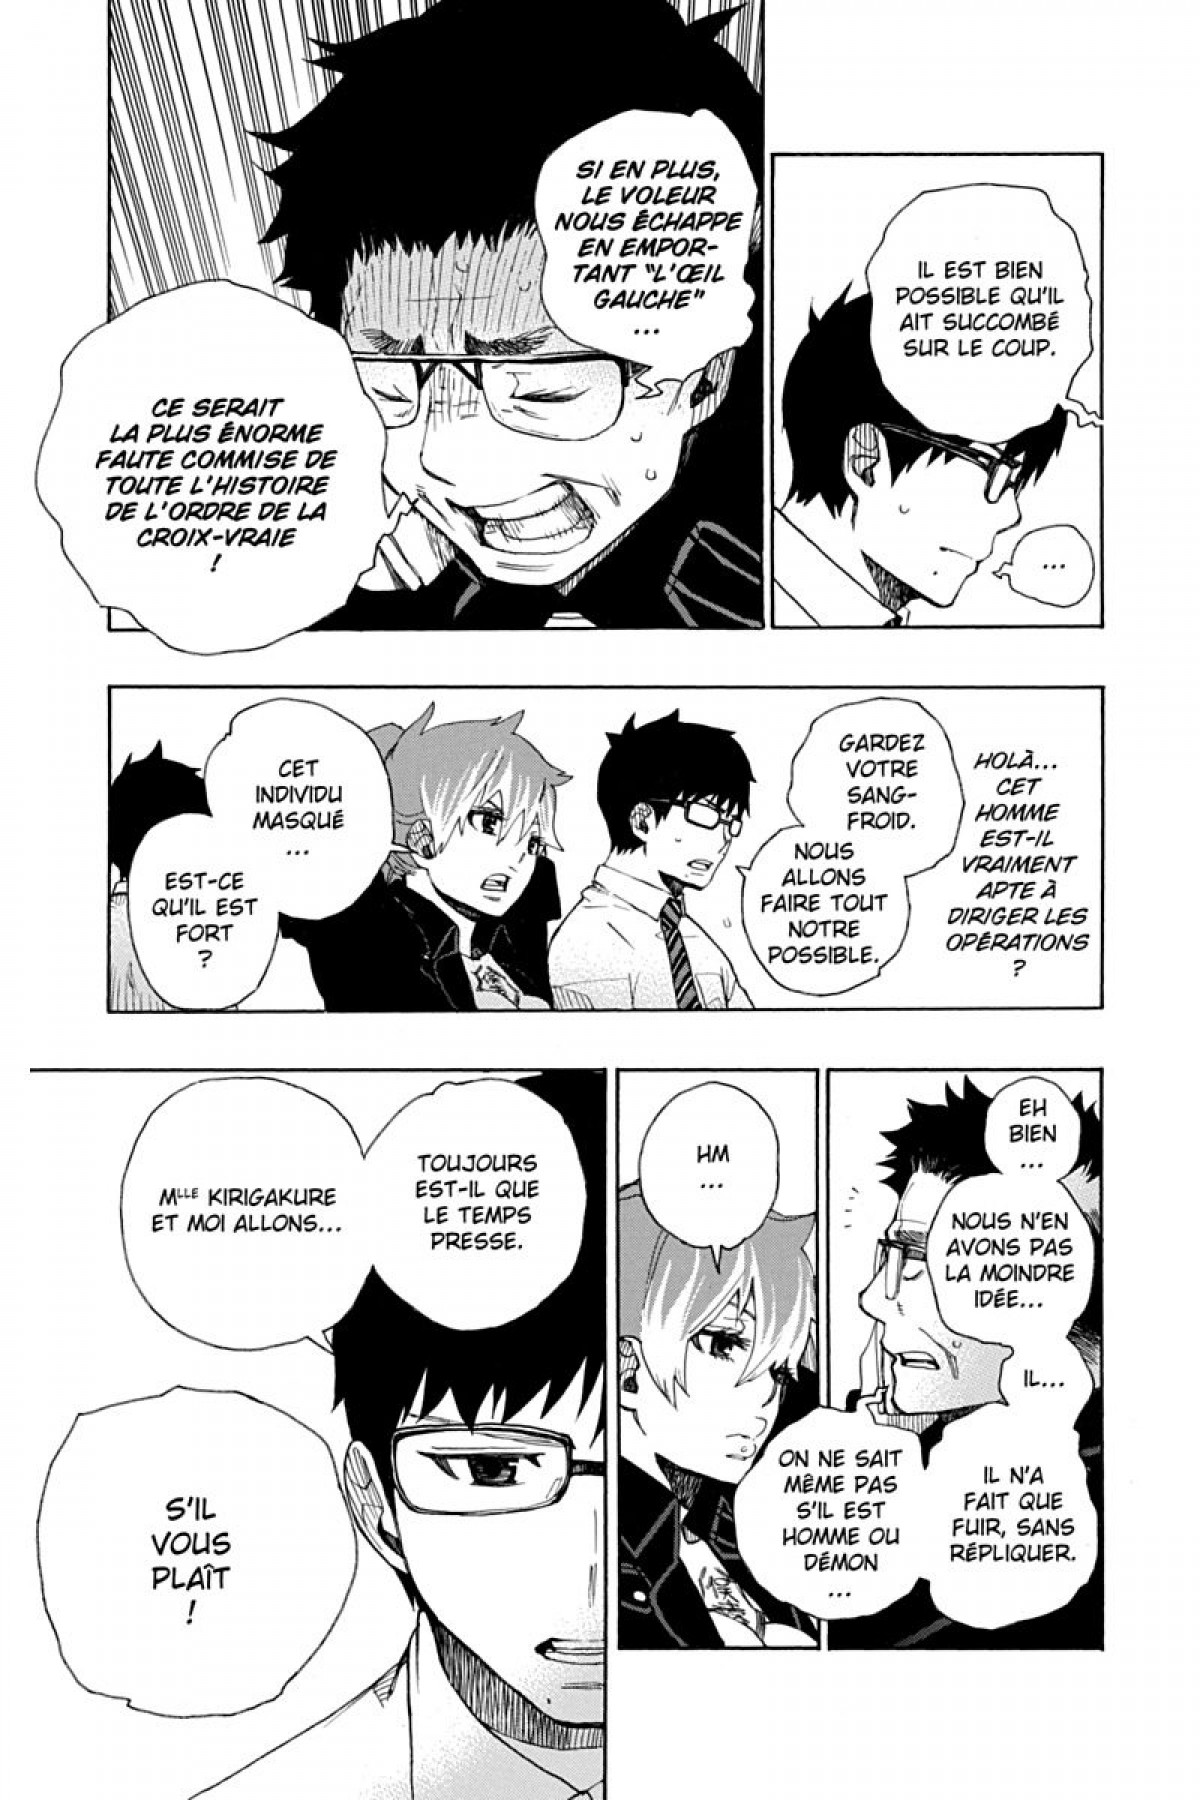 IL EST BIEN
POSSIBLE QU'IL
AIT SUCCOMBÉ
SUR LE COUP.
...
SI EN PLUS,
LE VOLEUR
NOUS ÉCHAPPE
EN EMPOR-
TANT "L'ŒIL
GAUCHE"
...
CE SERAIT
LA PLUS ÉNORME
FAUTE COMMISE DE
TOUTE L'HISTOIRE
DE L'ORDRE DE LA
CROIX-VRAIE
!
HOLÀ...
CET
HOMME
EST-IL
VRAIMENT
APTE À
DIRIGER LES
OPÉRATIONS
?
GARDEZ
VOTRE
SANG-
FROID.
NOUS
ALLONS
FAIRE TOUT
NOTRE
POSSIBLE.
CET
INDIVIDU
MASQUÉ
...
EST-CE
QU'IL EST
FORT
?
EH
BIEN
...
NOUS N'EN
AVONS PAS
LA MOINDRE
IDÉE...
IL...
IL N'A
FAIT QUE
FUIR, SANS
RÉPLIQUER.
ON NE SAIT
MÊME PAS
S'IL EST
HOMME OU
DÉMON
...
HM
...
TOUJOURS
EST-IL QUE
LE TEMPS
PRESSE.
MLLE KIRIGAKURE
ET MOI ALLONS...
S'IL
VOUS
PLAÎT
!